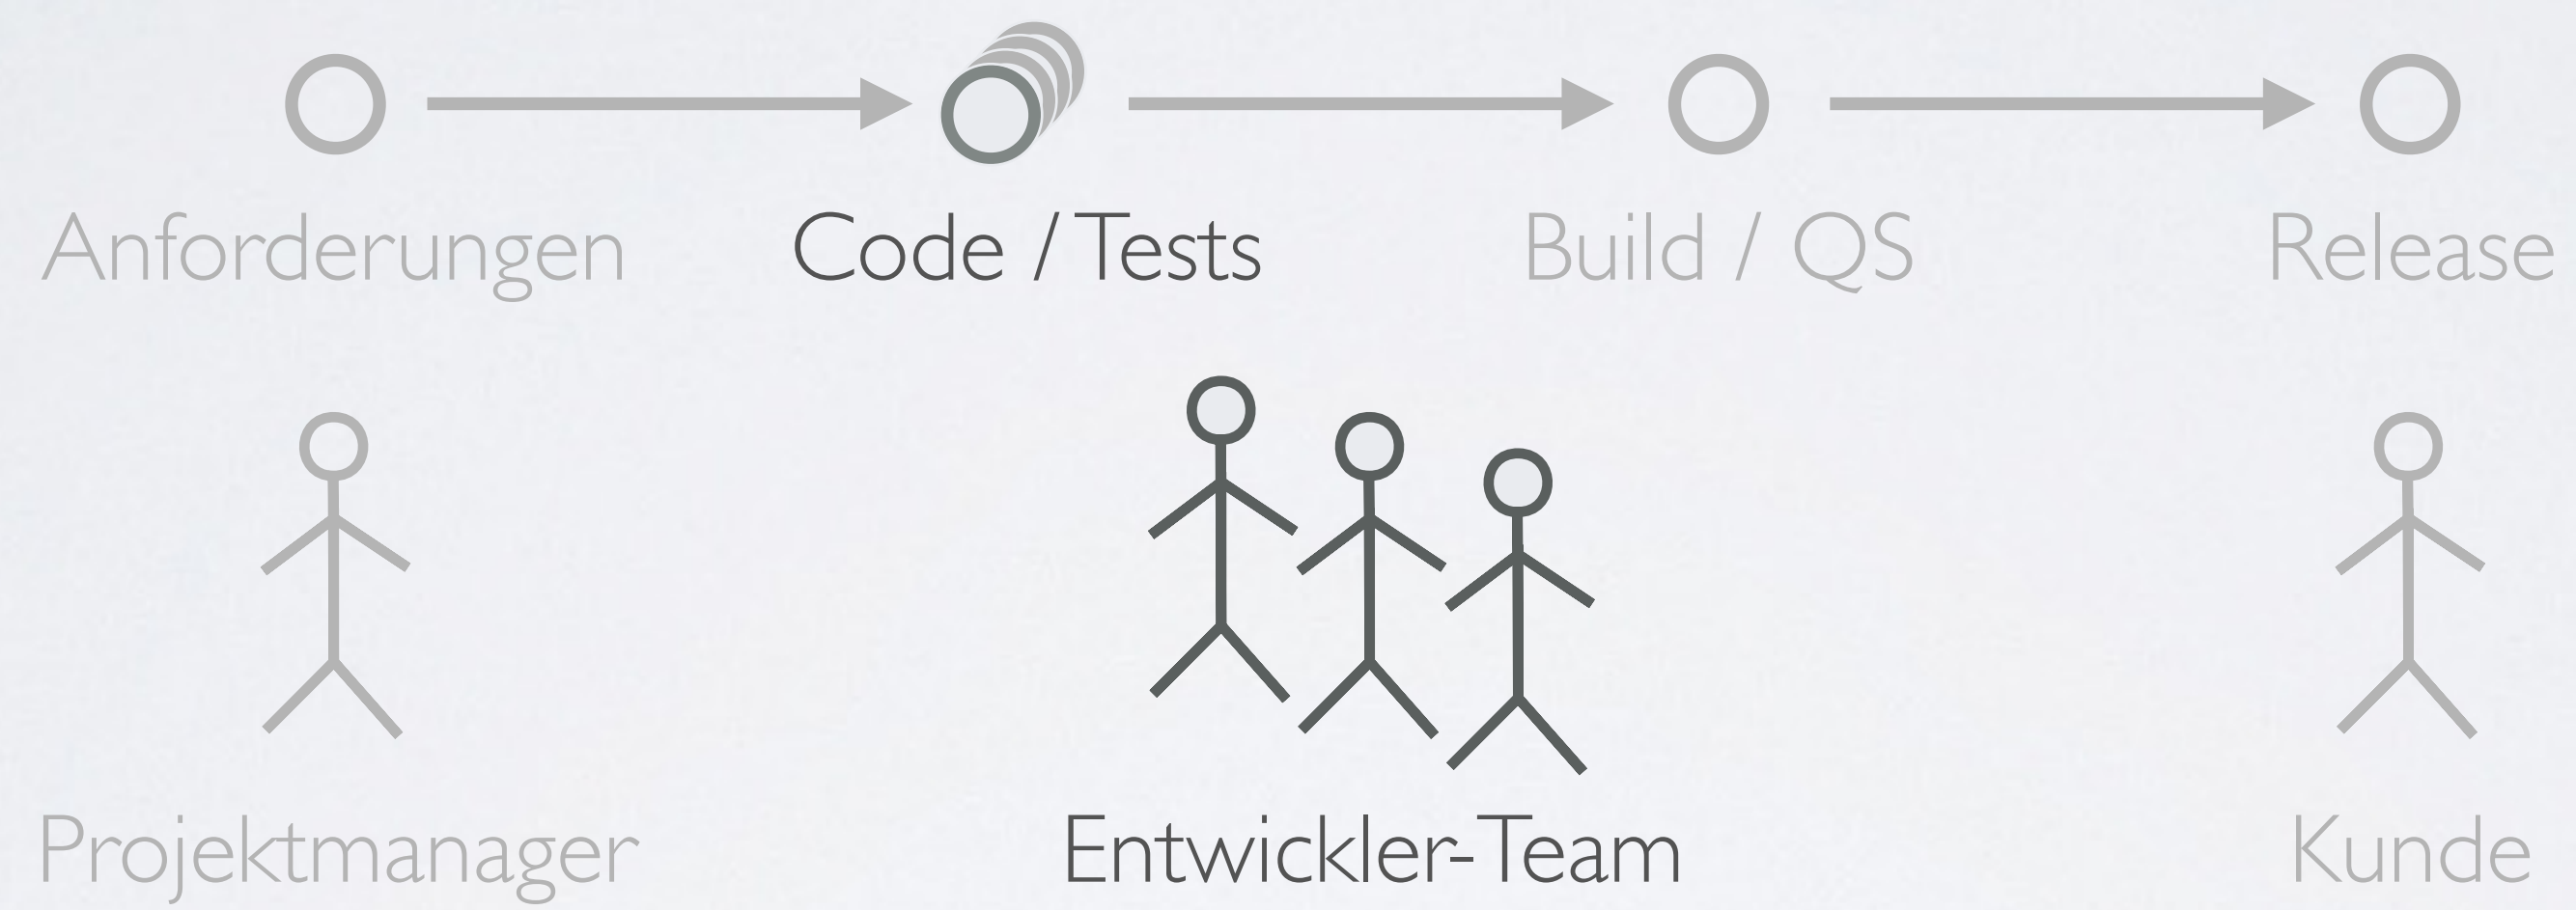 Anforderungen
Code / Tests
Build / QS
Release
Projektmanager
Entwickler-Team
Kunde